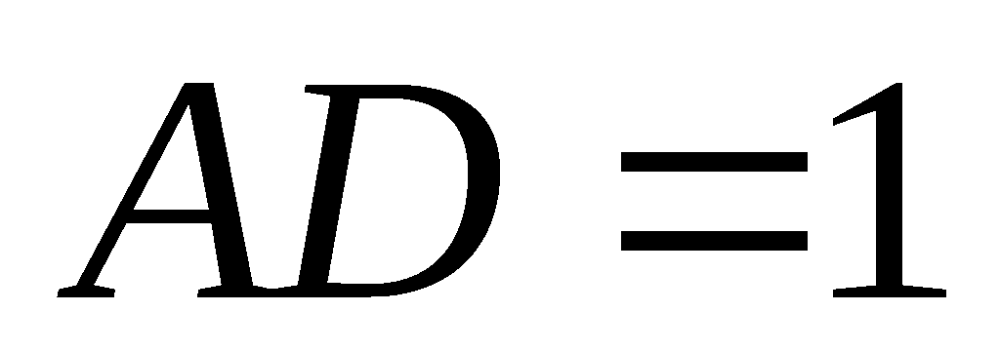 AD = 1